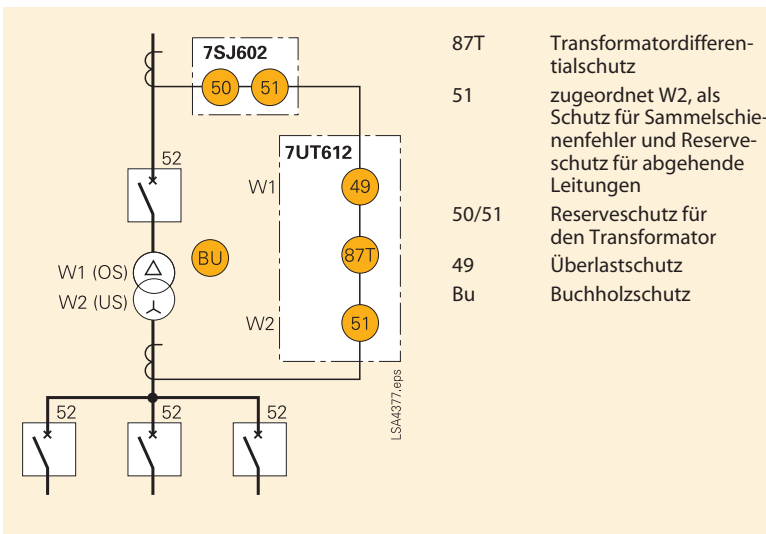 7SJ602
50 51
7UT612
52
W1
49
BU
87T
W1 (OS)
W2 (US)
W2
51
LSA4377.eps
52 52 52
87T Transformatordifferen-
tialschutz
51 zugeordnet W2, als
Schutz für Sammelschie-
nenfehler und Reserve-
schutz für abgehende
Leitungen
50/51 Reserveschutz für
den Transformator
49 Überlastschutz
Bu Buchholzschutz